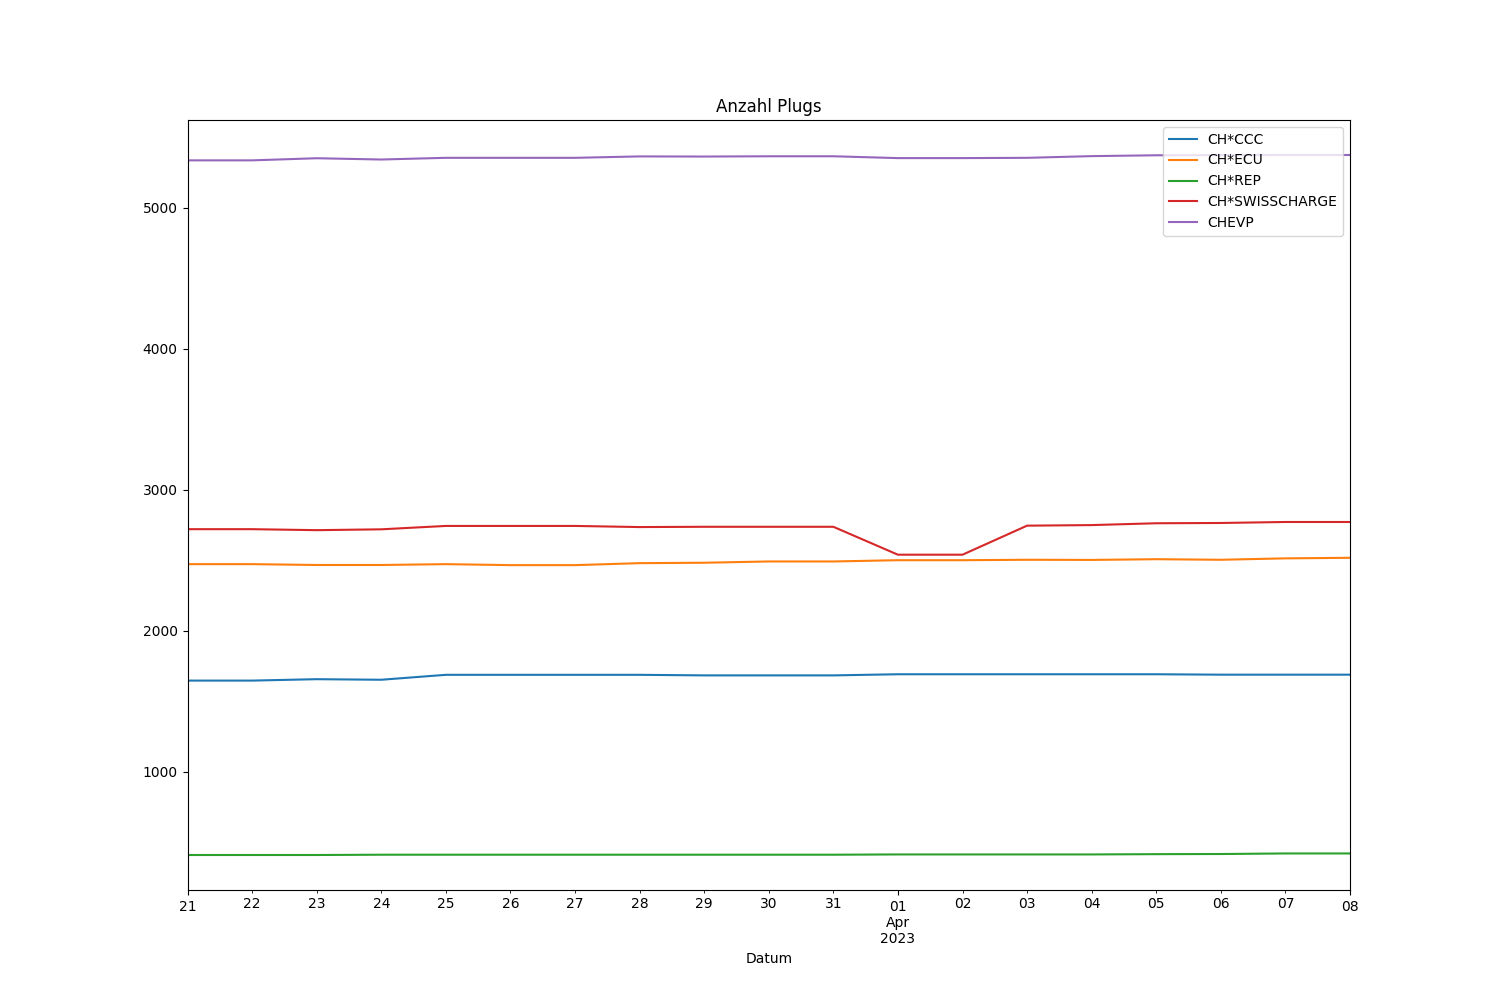 Anzahl Plugs
CH*CCC
CH*ECU
CH*REP
CH*SWISSCHARGE
CHEVP
5000
4000
3000
2000
1000
21 22 23 24 25 26 27 28 29 30 31 01 02 03 04 05 06 07 08
Apr
2023
Datum